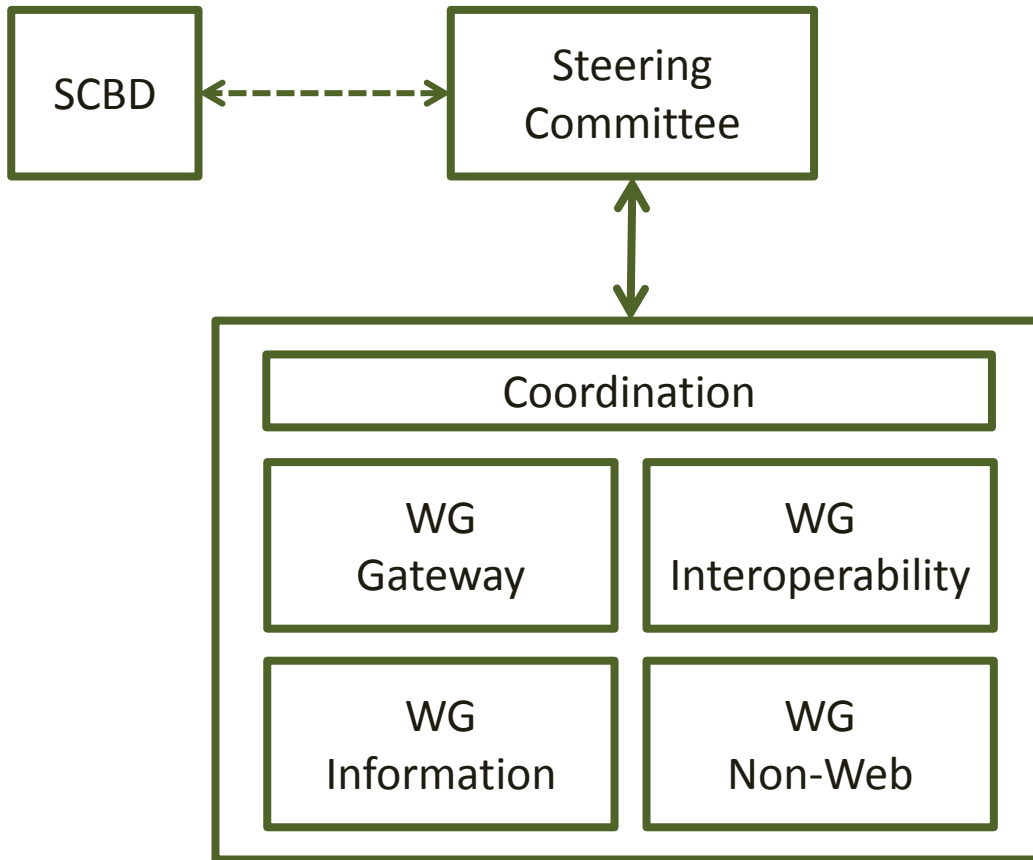 SCBD
Steering
Committee
Coordination
WG
Gateway
WG
Interoperability
WG
Information
WG
Non-Web